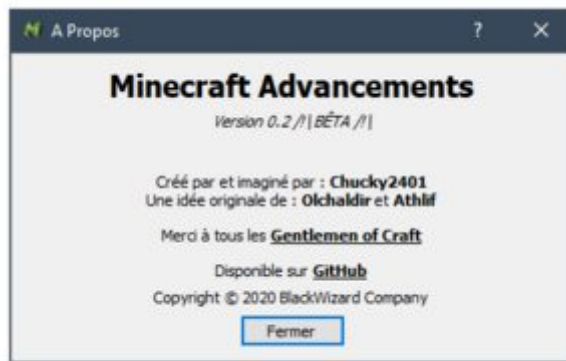 A Propos
Minecraft Advancements
Version 0.2 /!\ BÊTA /!\
Créé par et imaginé par : Chucky2401
Une idée originale de : Olchaldir et Athlif
Merci à tous les Gentlemen of Craft
Disponible sur GitHub
Copyright © 2020 BlackWizard Company
Fermer